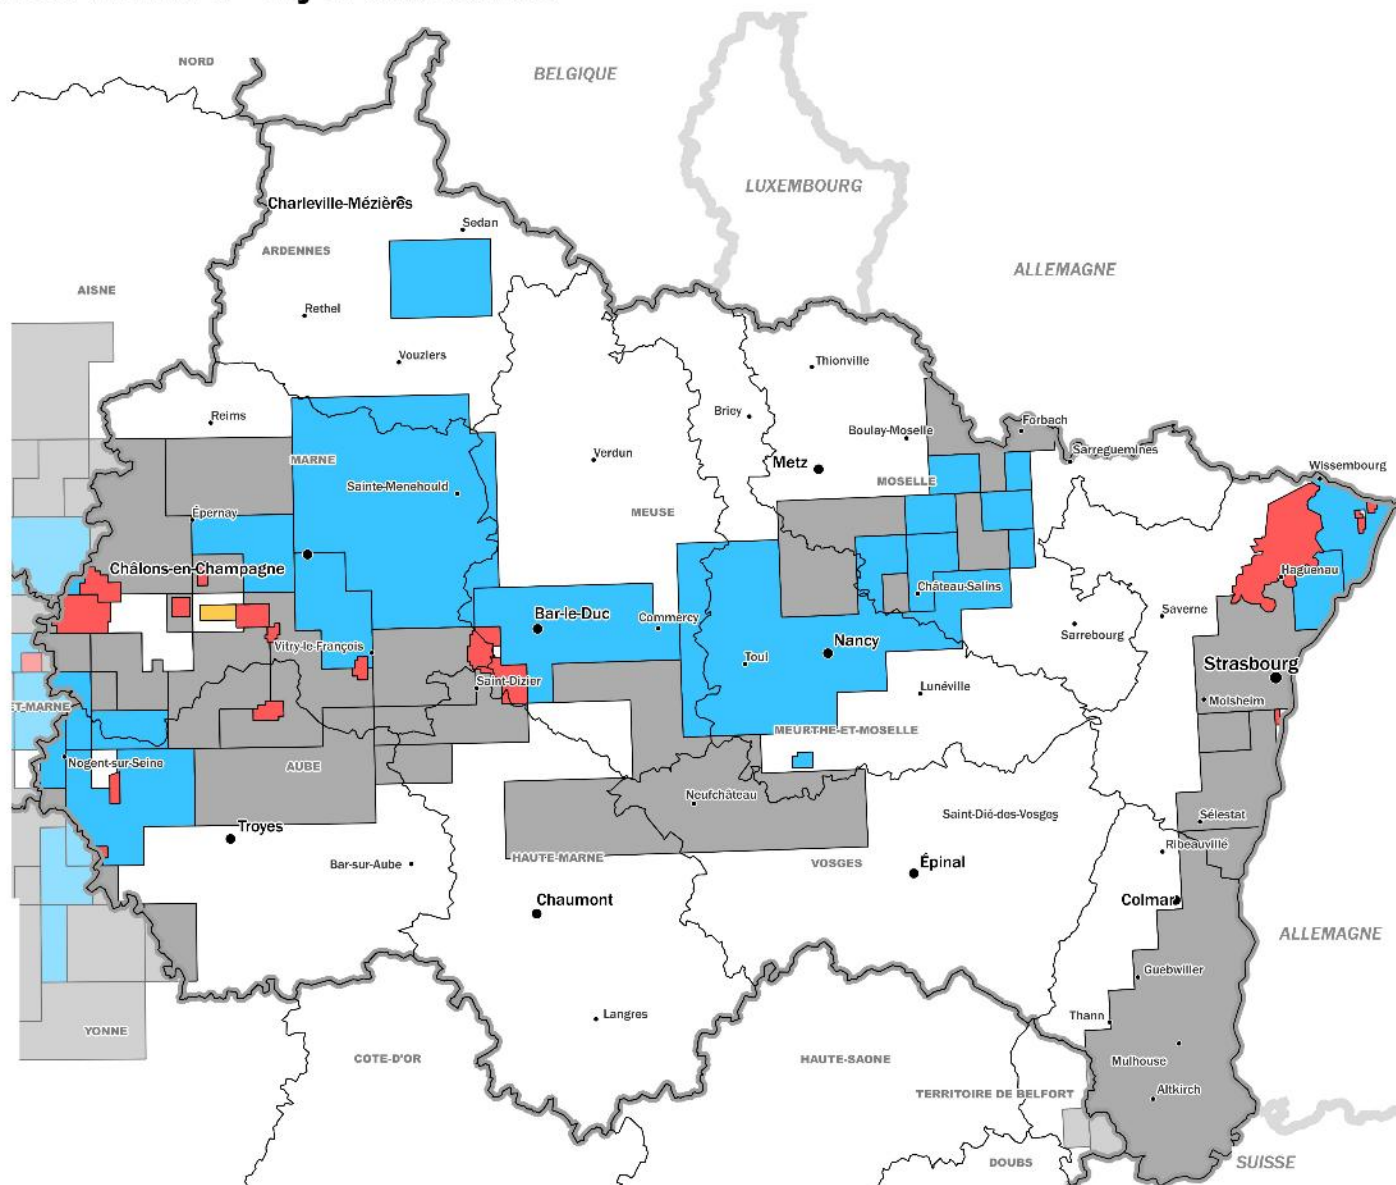 NORD
BELGIQUE
LUXEMBOURG
Charleville-Mézières
Sedan
ARDENNES
ALLEMAGNE
AISNE
Rethel
Vouziers
Thionville
Reims
Briey
Forbach
Boulay-Moselle
Sarreguemines
Verdun
MARNE
Metz
Wissembourg
MOSELLE
Sainte-Menehould
MEUSE
Épernay
Châlons-en-Champagne
Haguenau
Château-Salins
Bar-le-Duc
Commercy
Saverne
Vitry-le-François
Nancy
Sarrebourg
Toul
Strasbourg
Saint-Dizier
Lunéville
Molsheim
ET-MARNE
MEURTHE-ET-MOSELLE
Nogent-sur-Seine
AUBE
Neufchâteau
Saint-Dié-des-Vosges
Sélestat
Troyes
Ribeauvillé
HAUTE-MARNE
VOSGES
Bar-sur-Aube
Épinal
Chaumont
Colmar
ALLEMAGNE
Guebwiller
Langres
Thann
YONNE
COTE-D'OR
HAUTE-SAONE
Mulhouse
TERRITOIRE DE BELFORT
Altkirch
DOUBS
SUISSE